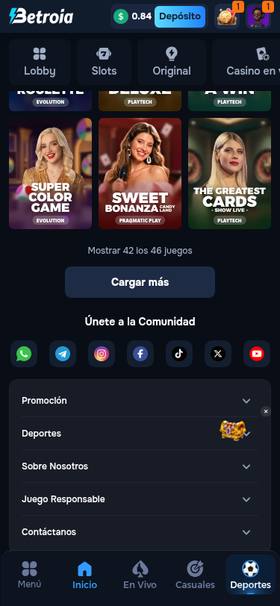 Betroia
$ 0.84 Depósito 1 1
Lobby Slots Original Casino en
ROULETTE DELUXE A-WIN
EVOLUTION PLAYTECH PLAYTECH
SUPER COLOR GAME
EVOLUTION
SWEET BONANZA CANDY LAND
PRAGMATIC PLAY
THE GREATEST CARDS
SHOW LIVE
PLAYTECH
Mostrar 42 los 46 juegos
Cargar más
Únete a la Comunidad
Promoción
Deportes
Sobre Nosotros
Juego Responsable
Contáctanos
Menú Inicio En Vivo Casuales Deportes